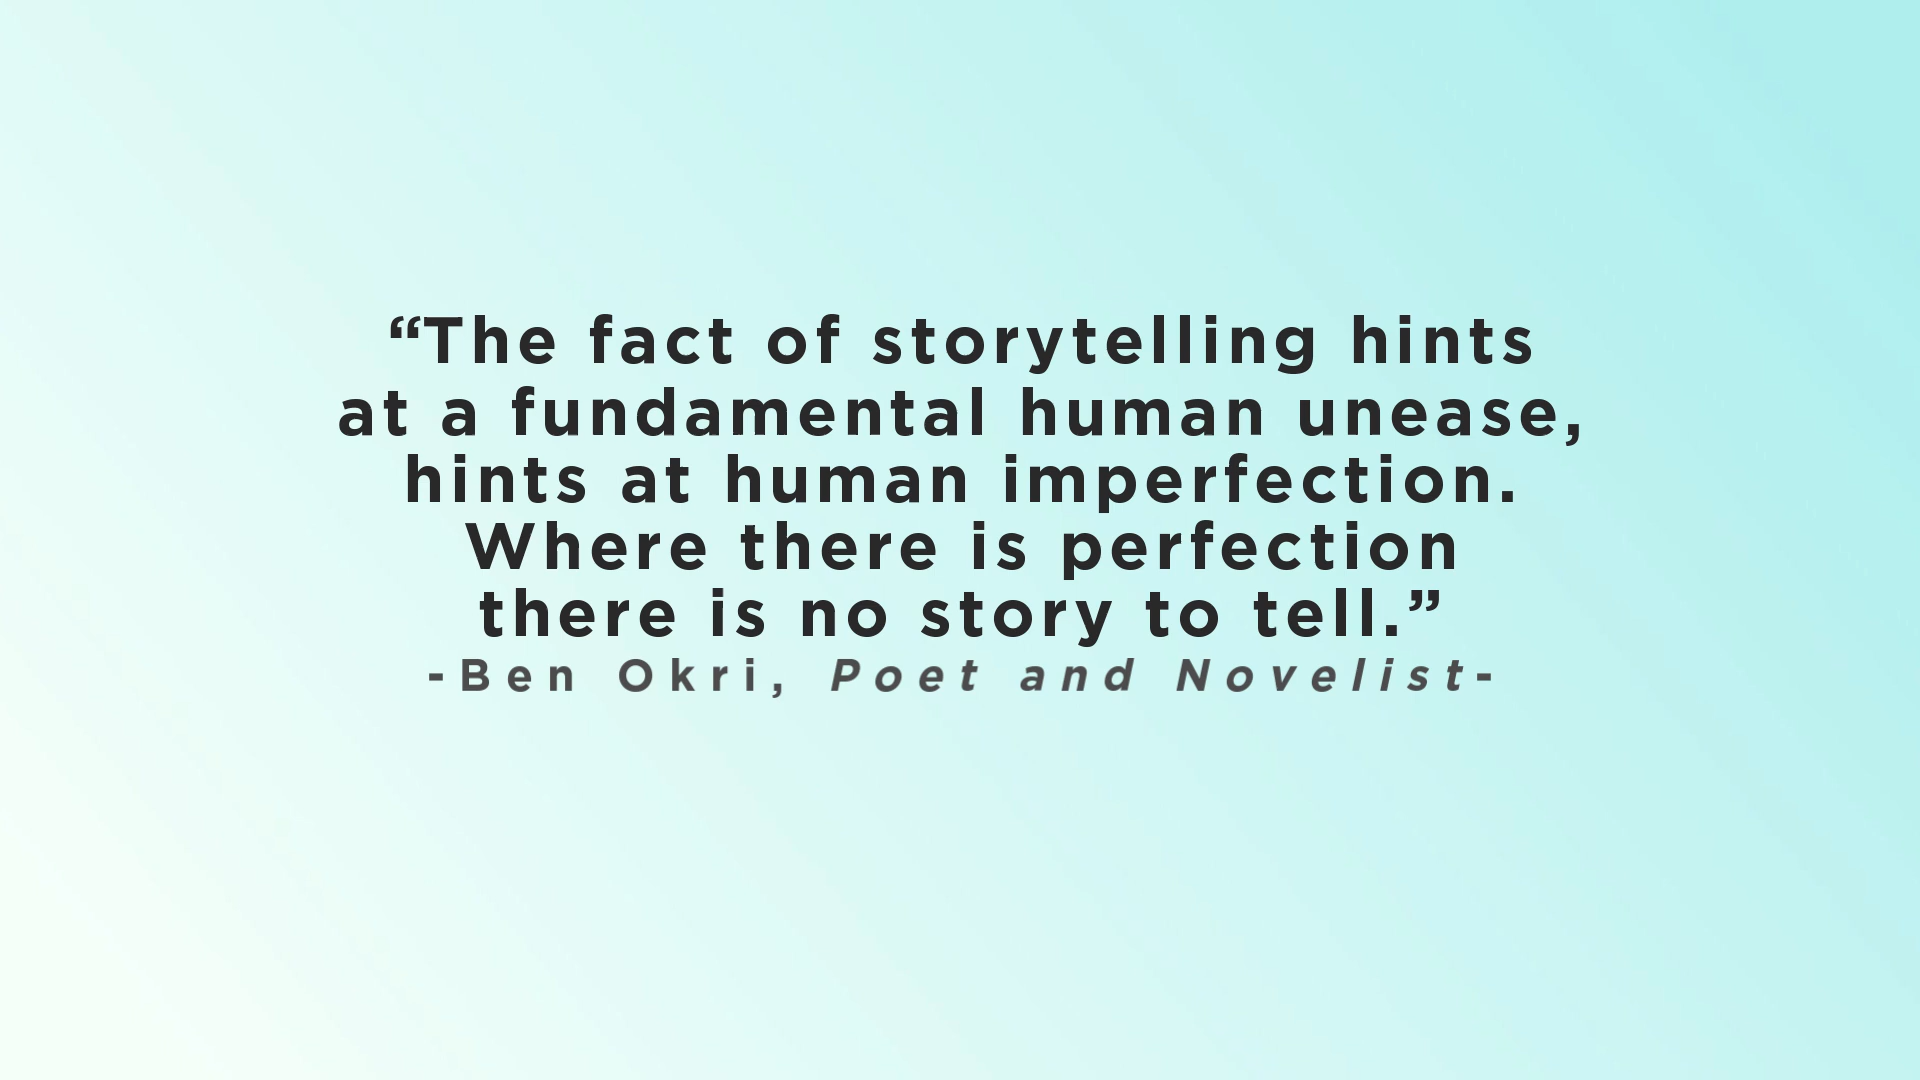 “The fact of storytelling hints
at a fundamental human unease,
hints at human imperfection.
Where there is perfection
there is no story to tell.”
-Ben Okri, Poet and Novelist-